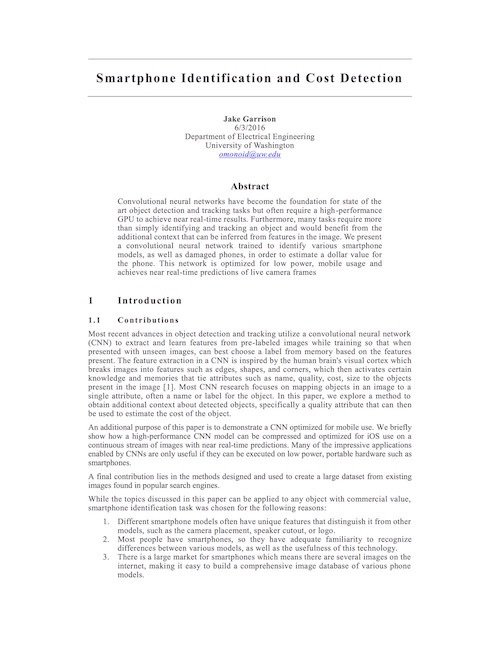 Smartphone Identification and Cost Detection
Jake Garrison
6/3/2016
Department of Electrical Engineering
University of Washington
omonoid@uw.edu
Abstract
Convolutional neural networks have become the foundation for state of the
art object detection and tracking tasks but often require a high-performance
GPU to achieve near real-time results. Furthermore, many tasks require more
than simply identifying and tracking an object and would benefit from the
additional context that can be inferred from features in the image. We present
a convolutional neural network trained to identify various smartphone
models, as well as damaged phones, in order to estimate a dollar value for
the phone. This network is optimized for low power, mobile usage and
achieves near real-time predictions of live camera frames
1 Introduction
1.1 Contributions
Most recent advances in object detection and tracking utilize a convolutional neural network
(CNN) to extract and learn features from pre-labeled images while training so that when
presented with unseen images, can best choose a label from memory based on the features
present. The feature extraction in a CNN is inspired by the human brain's visual cortex which
breaks images into features such as edges, shapes, and corners, which then activates certain
knowledge and memories that tie attributes such as name, quality, cost, size to the objects
present in the image [1]. Most CNN research focuses on mapping objects in an image to a
single attribute, often a name or label for the object. In this paper, we explore a method to
obtain additional context about detected objects, specifically a quality attribute that can then
be used to estimate the cost of the object.
An additional purpose of this paper is to demonstrate a CNN optimized for mobile use. We briefly
show how a high-performance CNN model can be compressed and optimized for iOS use on a
continuous stream of images with near real-time predictions. Many of the impressive applications
enabled by CNNs are only useful if they can be executed on low power, portable hardware such as
smartphones.
A final contribution lies in the methods designed and used to create a large dataset from existing
images found in popular search engines.
While the topics discussed in this paper can be applied to any object with commercial value,
smartphone identification task was chosen for the following reasons:
1. Different smartphone models often have unique features that distinguish it from other
models, such as the camera placement, speaker cutout, or logo.
2. Most people have smartphones, so they have adequate familiarity to recognize
differences between various models, as well as the usefulness of this technology.
3. There is a large market for smartphones which means there are several images on the
internet, making it easy to build a comprehensive image database of various phone
models.